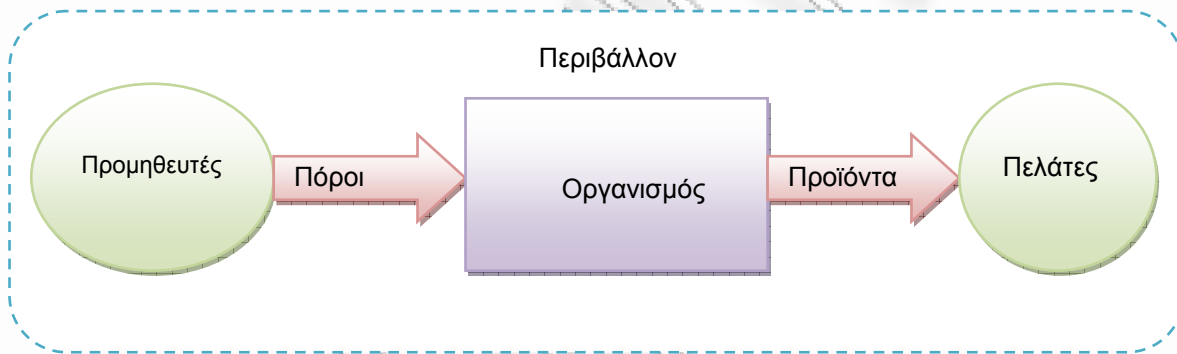 Περιβάλλον
Προμηθευτές
Πόροι
Οργανισμός
Προϊόντα
Πελάτες